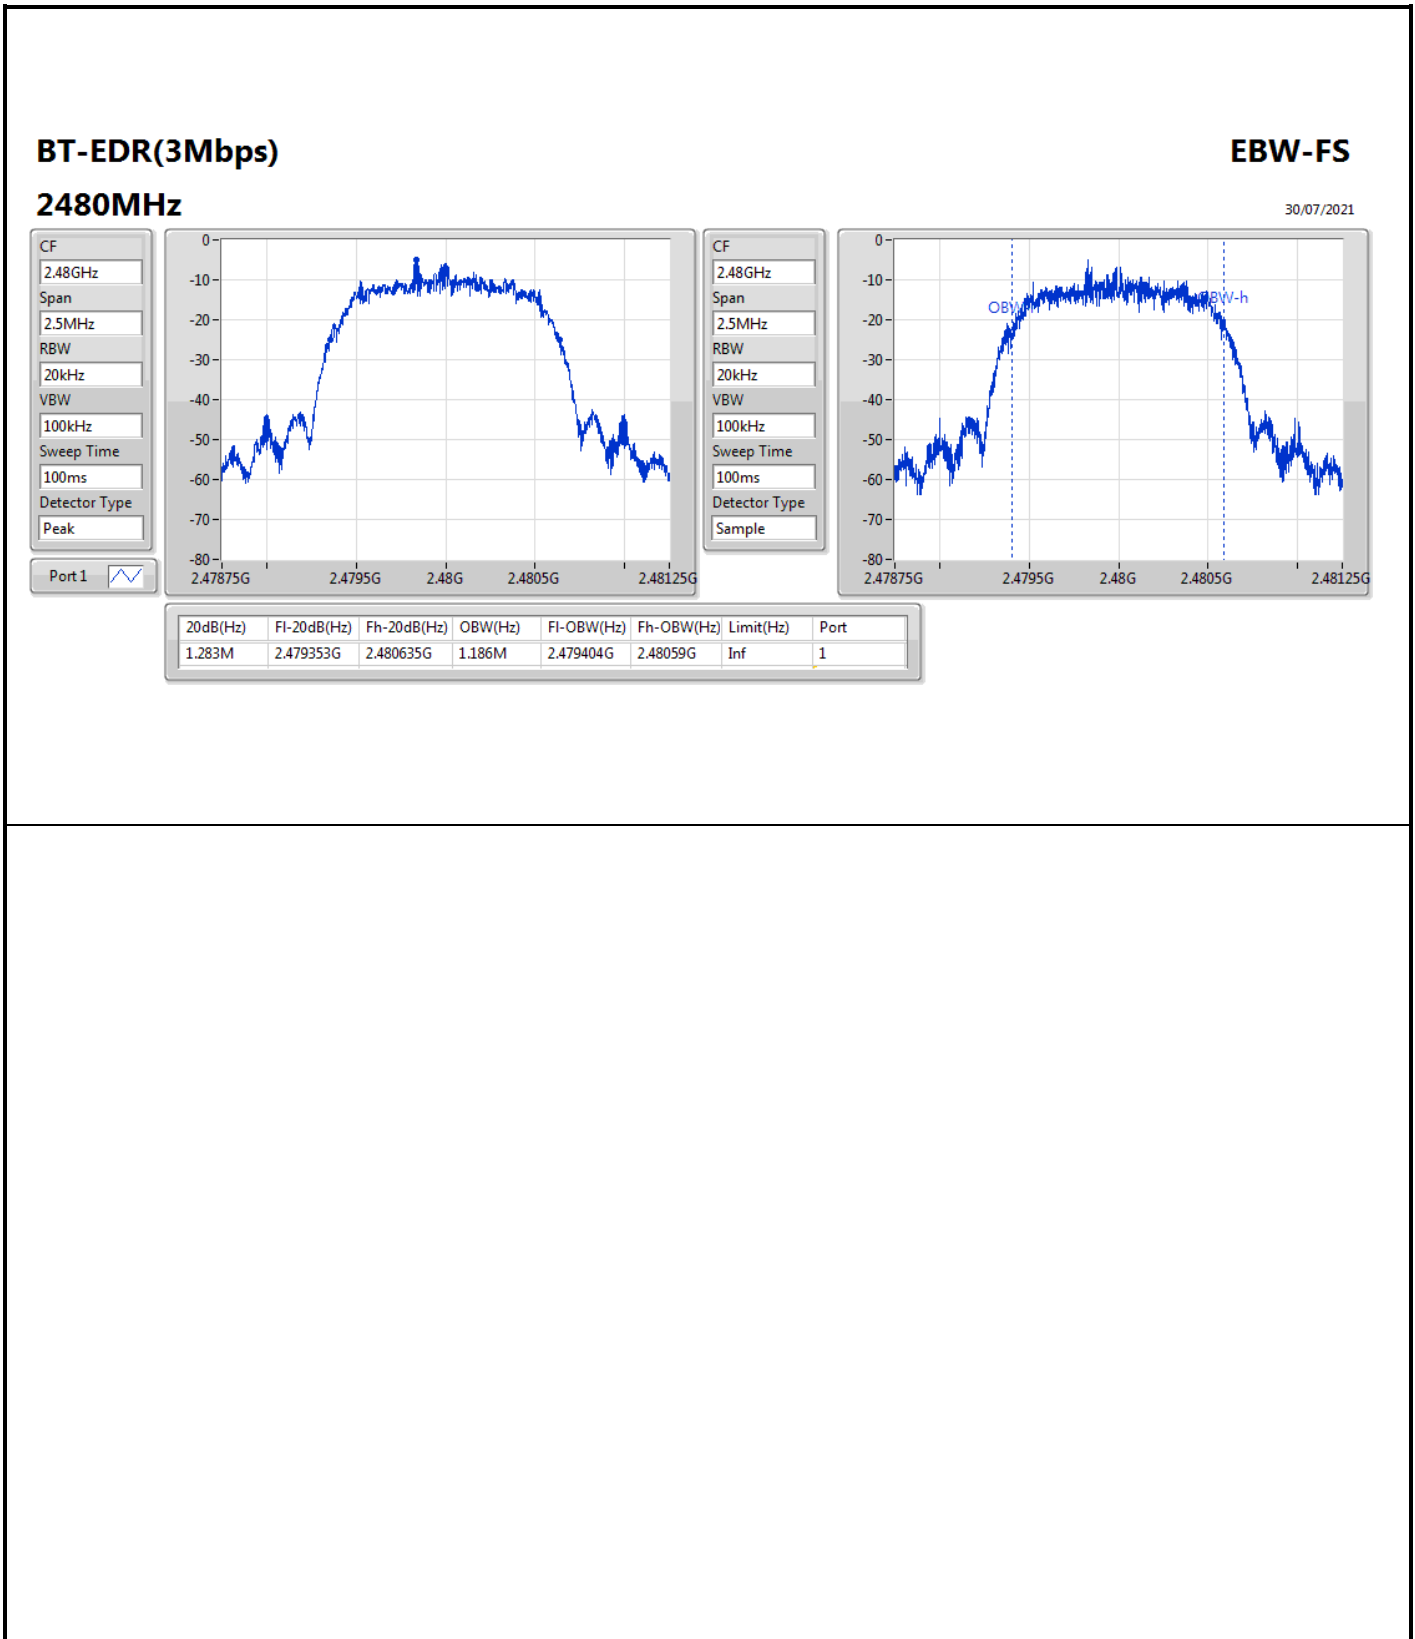 BT-EDR(3Mbps)
EBW-FS
2480MHz
30/07/2021
CF
2.48GHz
Span
2.5MHz
RBW
20kHz
VBW
100kHz
Sweep Time
100ms
Detector Type
Peak
Port 1
0
-10
-20
-30
-40
-50
-60
-70
-80
2.47875G 2.4795G 2.48G 2.4805G 2.48125G
CF
2.48GHz
Span
2.5MHz
RBW
20kHz
VBW
100kHz
Sweep Time
100ms
Detector Type
Sample
0
-10
-20
-30
-40
-50
-60
-70
-80
OBW-h
2.47875G 2.4795G 2.48G 2.4805G 2.48125G
20dB(Hz) Fl-20dB(Hz) Fh-20dB(Hz) OBW(Hz) Fl-OBW(Hz) Fh-OBW(Hz) Limit(Hz) Port
1.283M 2.479353G 2.480635G 1.186M 2.479404G 2.48059G Inf 1